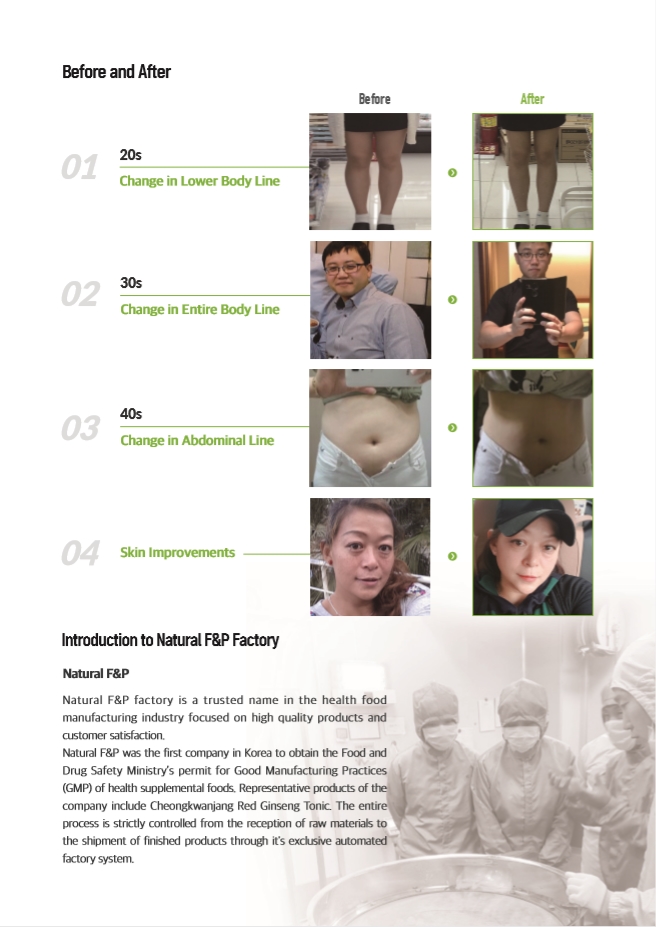 Before and After
Before
After
01
20s
Change in Lower Body Line
02
30s
Change in Entire Body Line
03
40s
Change in Abdominal Line
04
Skin Improvements
Introduction to Natural F&P Factory
Natural F&P
Natural F&P factory is a trusted name in the health food
manufacturing industry focused on high quality products and
customer satisfaction.
Natural F&P was the first company in Korea to obtain the Food and
Drug Safety Ministry's permit for Good Manufacturing Practices
(GMP) of health supplemental foods. Representative products of the
company include Cheongkwanjang Red Ginseng Tonic. The entire
process is strictly controlled from the reception of raw materials to
the shipment of finished products through it's exclusive automated
factory system.